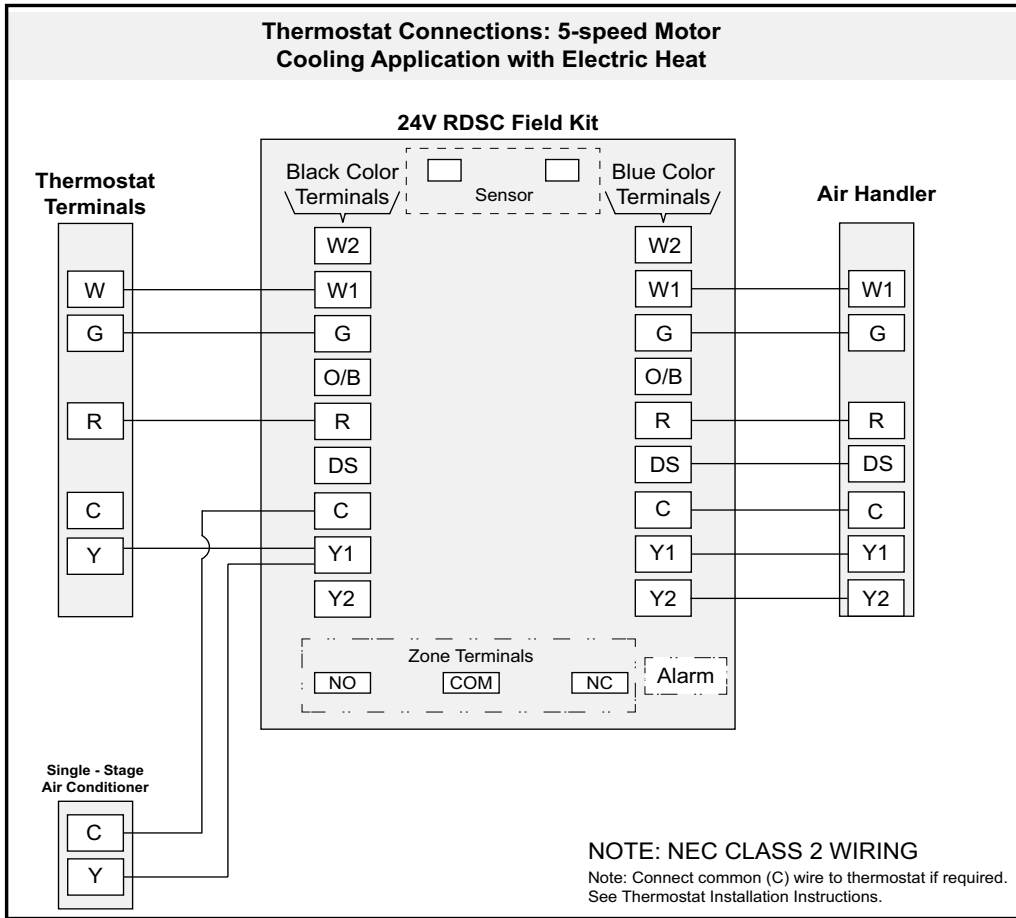 Thermostat Connections: 5-speed Motor
Cooling Application with Electric Heat
24V RDSC Field Kit
Thermostat
Terminals
W
G
R
C
Y
Black Color
Terminals
Sensor
Blue Color
Terminals
W2
W1
G
O/B
R
DS
C
Y1
Y2
W2
W1
G
O/B
R
DS
C
Y1
Y2
Air Handler
W1
G
R
DS
C
Y1
Y2
Zone Terminals
NO
COM
NC
Alarm
Single - Stage
Air Conditioner
C
Y
NOTE: NEC CLASS 2 WIRING
Note: Connect common (C) wire to thermostat if required.
See Thermostat Installation Instructions.